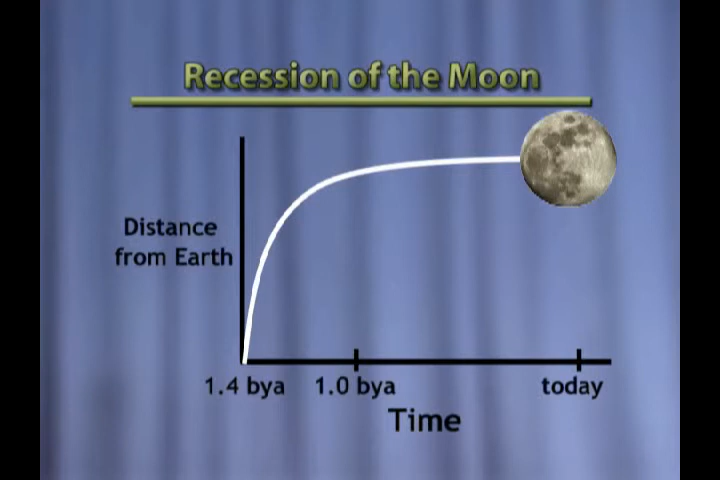 Recession of the Moon
Distance
from Earth
1.4 bya
1.0 bya
today
Time